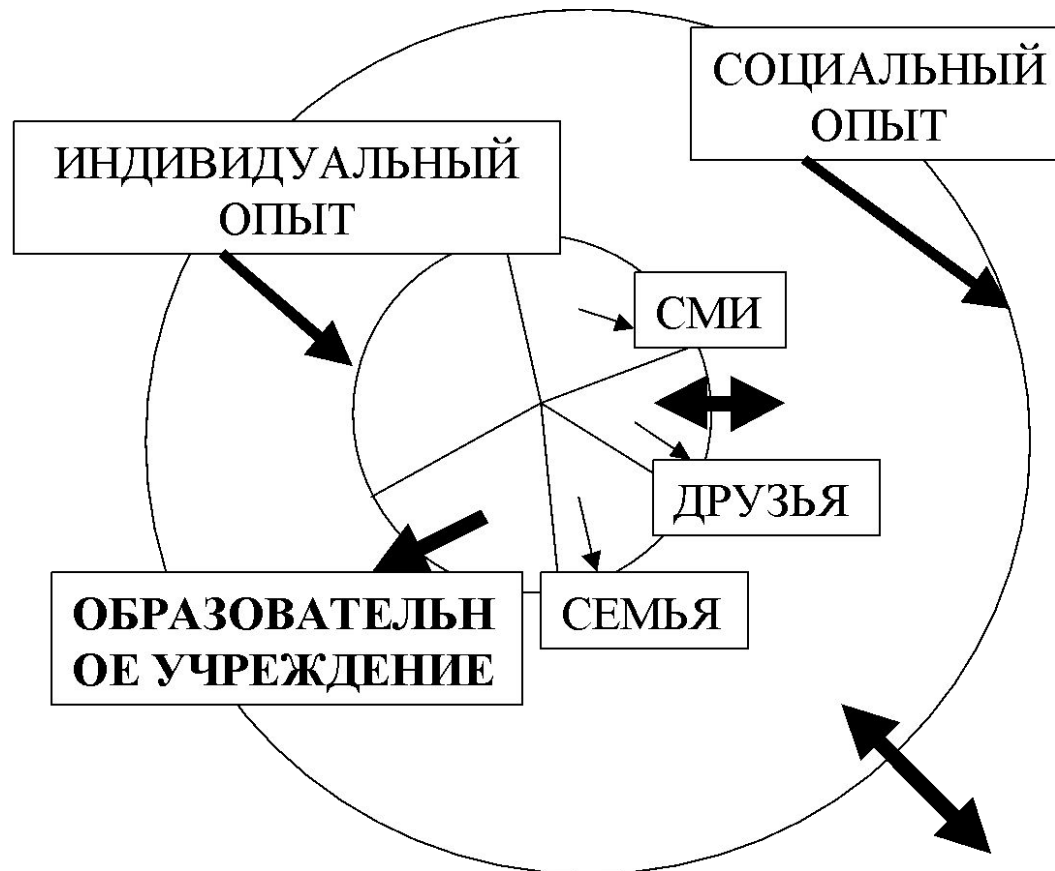 СОЦИАЛЬНЫЙ
ОПЫТ
ИНДИВИДУАЛЬНЫЙ
ОПЫТ
СМИ
ДРУЗЬЯ
СЕМЬЯ
ОБРАЗОВАТЕЛЬН
ОЕ УЧРЕЖДЕНИЕ